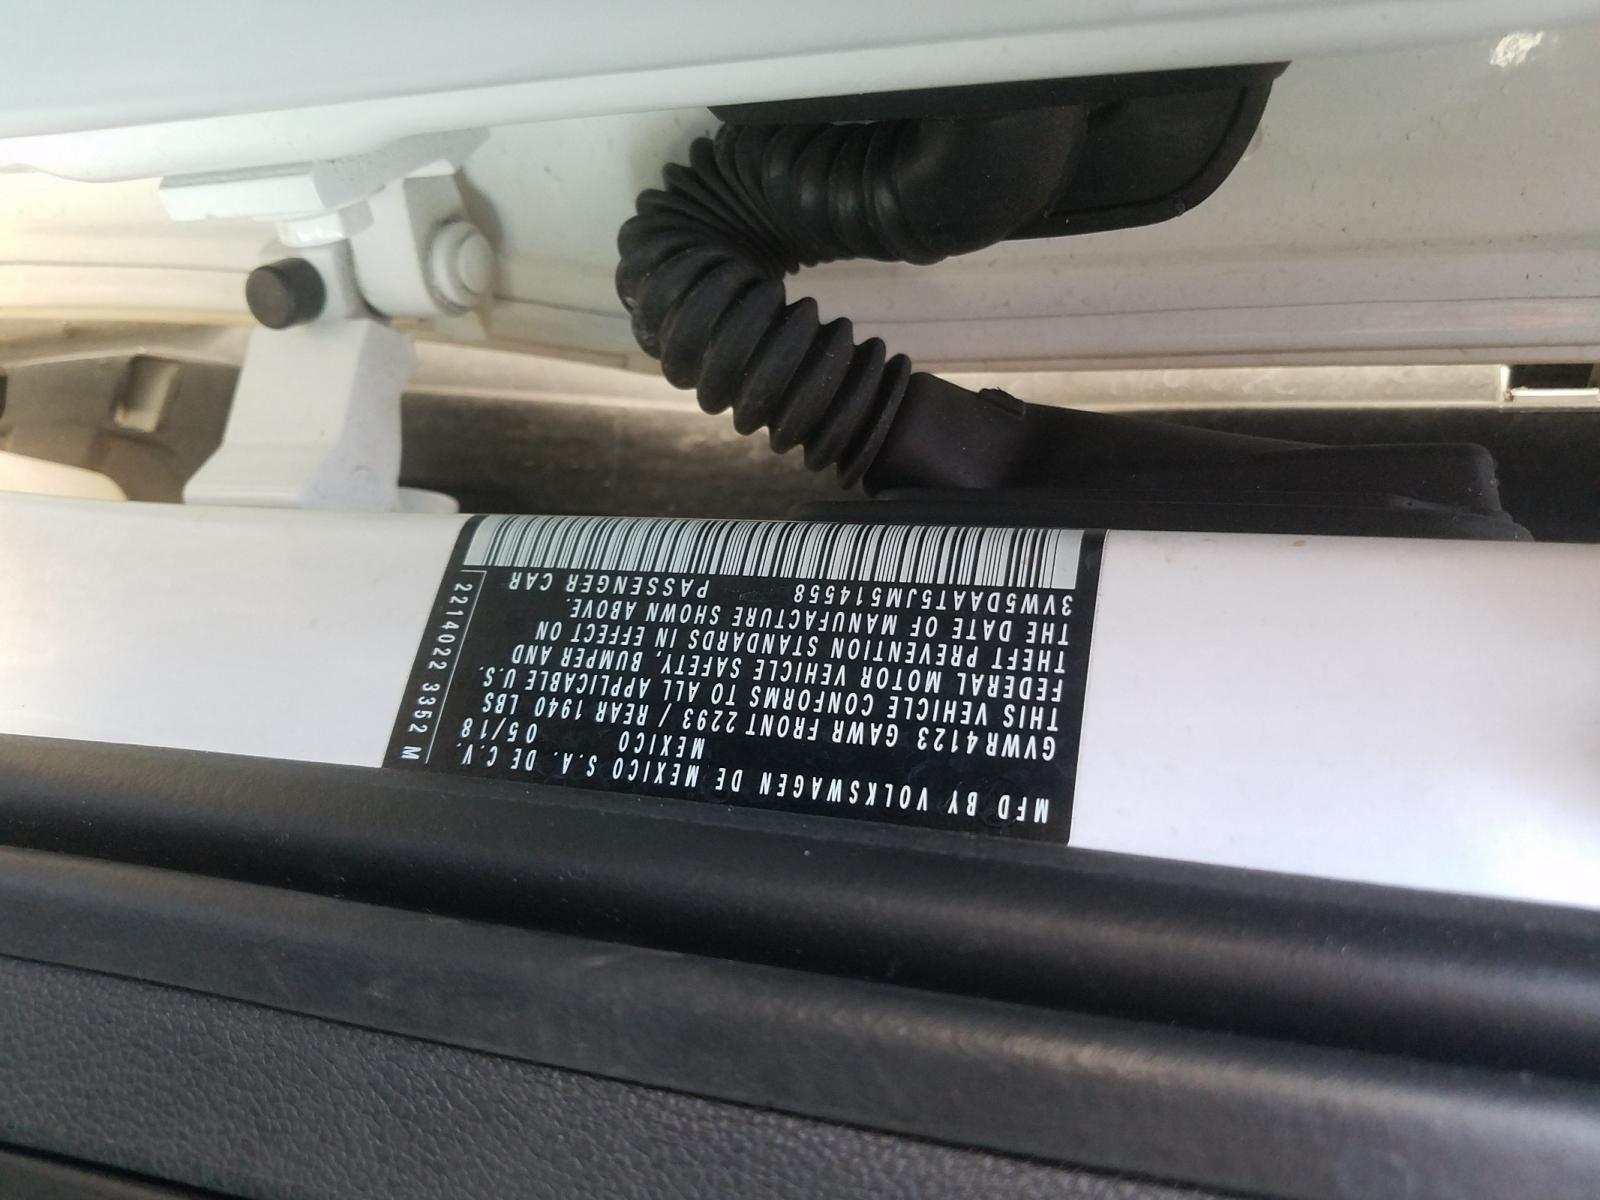 MFD BY VOLKSWAGEN DE MEXICO S.A. DE C.V.
MEXICO 05/18
GVWR4123 GAWR FRONT 2293 / REAR 1940 LBS
THIS VEHICLE CONFORMS TO ALL APPLICABLE U.S.
FEDERAL MOTOR VEHICLE SAFETY, BUMPER AND
THEFT PREVENTION STANDARDS IN EFFECT ON
THE DATE OF MANUFACTURE SHOWN ABOVE.
3VW5DAAT5JM514558 PASSENGER CAR
2214022 3352 M